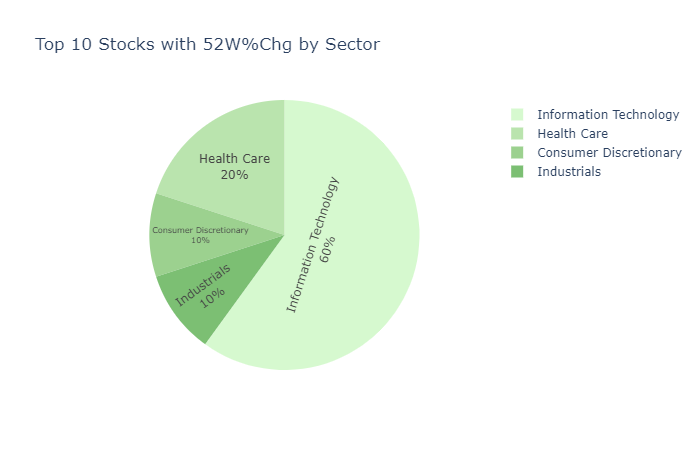 Top 10 Stocks with 52W%Chg by Sector
Information Technology
Health Care
Consumer Discretionary
Industrials
Health Care
20%
Consumer Discretionary
10%
Industrials
10%
Information Technology
60%